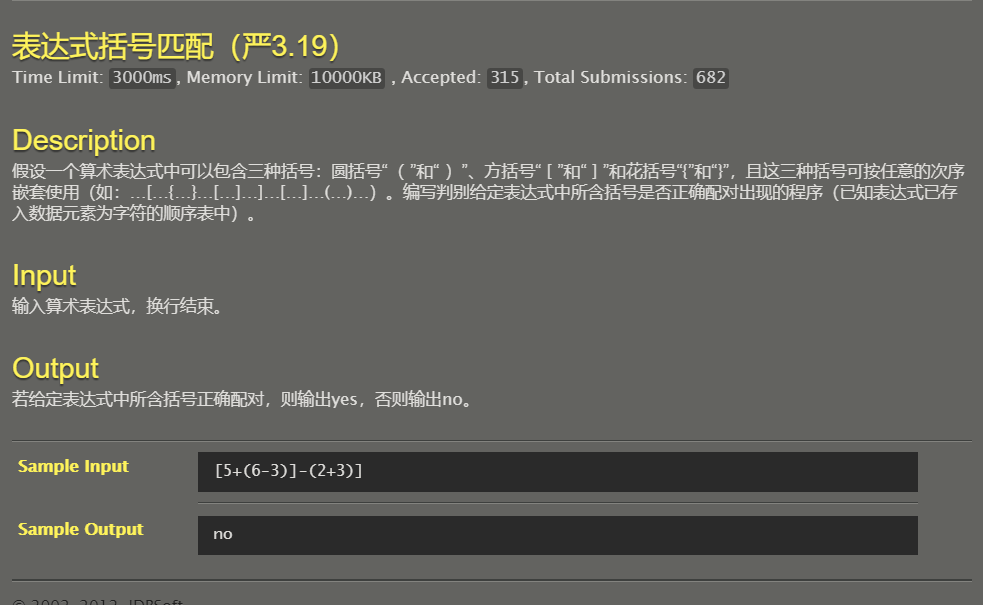 表达式括号匹配（严3.19）
Time Limit: 3000ms, Memory Limit: 10000KB , Accepted: 315, Total Submissions: 682
Description
假设一个算术表达式中可以包含三种括号：圆括号“（ ”和“ ）”、方括号“ [ ”和“ ] ”和花括号“{”和“}”，且这三种括号可按任意的次序
嵌套使用（如：…[…{…}…[…]…]…[…]…(…)…）。编写判别给定表达式中所含括号是否正确配对出现的程序（已知表达式已存
入数据元素为字符的顺序表中）。
Input
输入算术表达式，换行结束。
Output
若给定表达式中所含括号正确配对，则输出yes，否则输出no。
Sample Input
[5+(6-3)]-(2+3)]
Sample Output
no